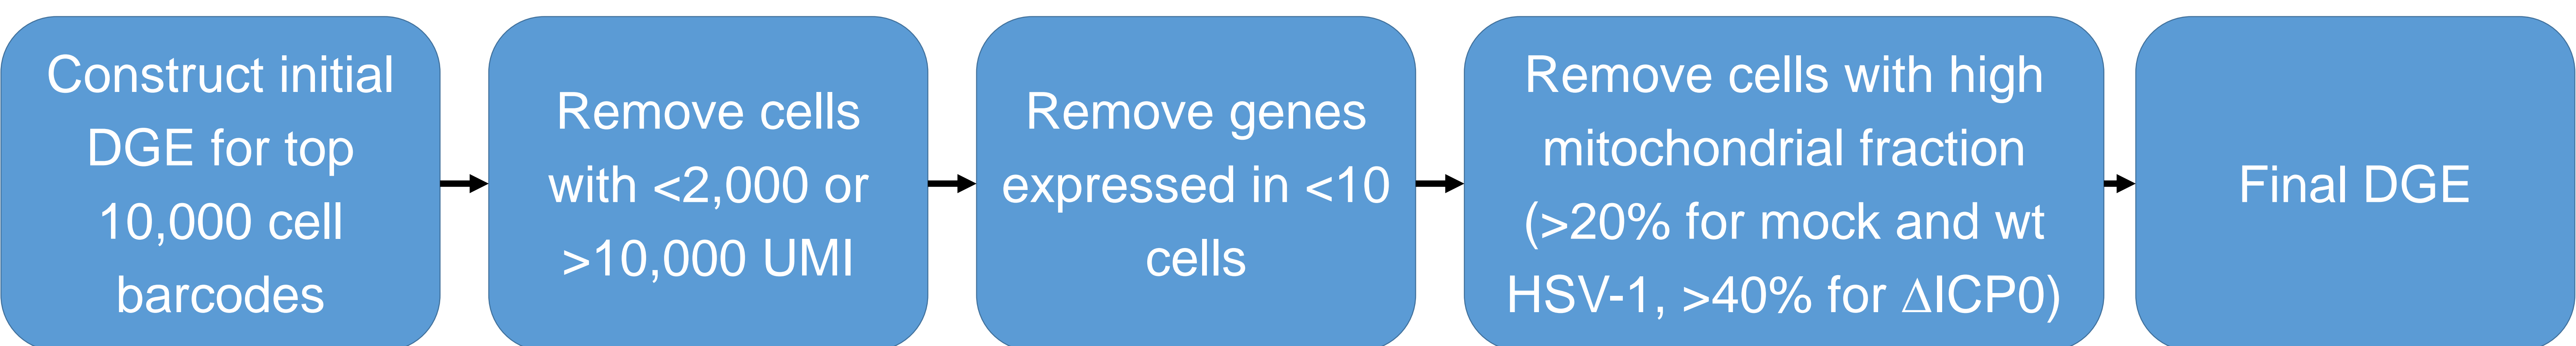 Construct initial
DGE for top
10,000 cell
barcodes
Remove cells
with <2,000 or
>10,000 UMI
Remove genes
expressed in <10
cells
Remove cells with high
mitochondrial fraction
(>20% for mock and wt
HSV-1, >40% for ∆ICP0)
Final DGE